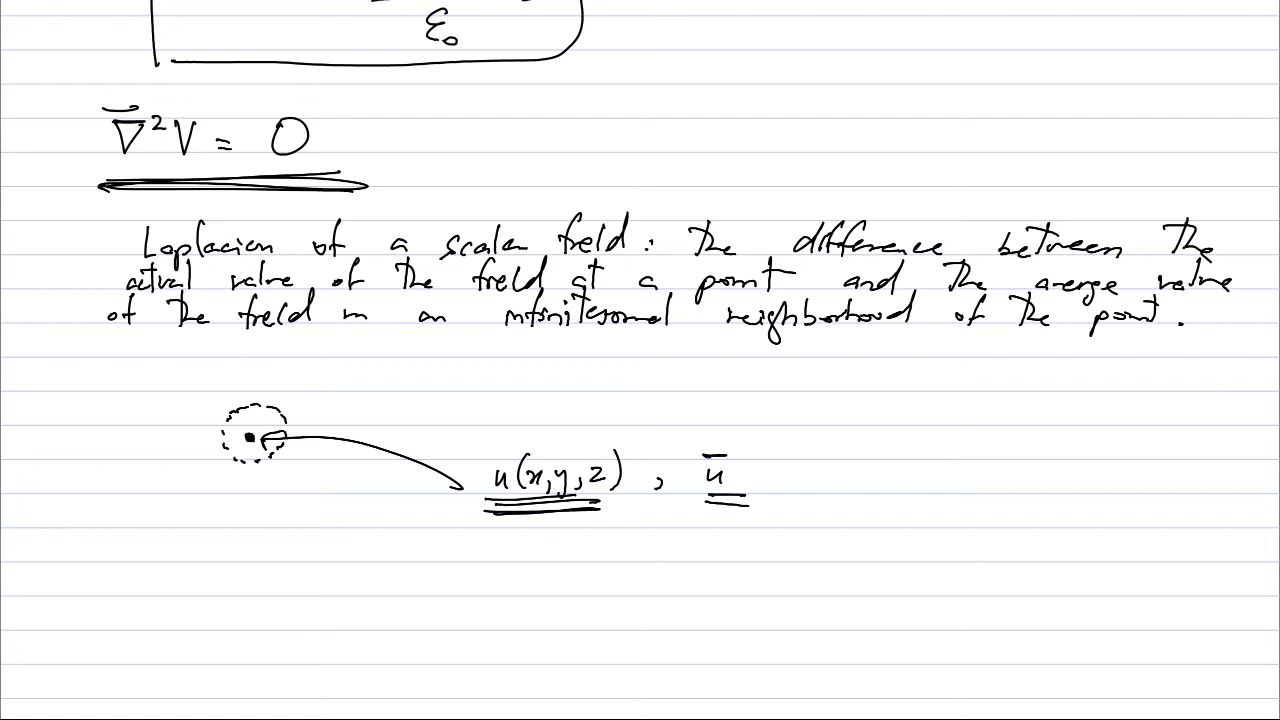 ε₀
∇̄²V = 0
Laplacian of a scalar field : The difference between the
actual value of the field at a point and the average value
of the field in an infinitesomal neighborhood of the point.
u(x,y,z) , ū